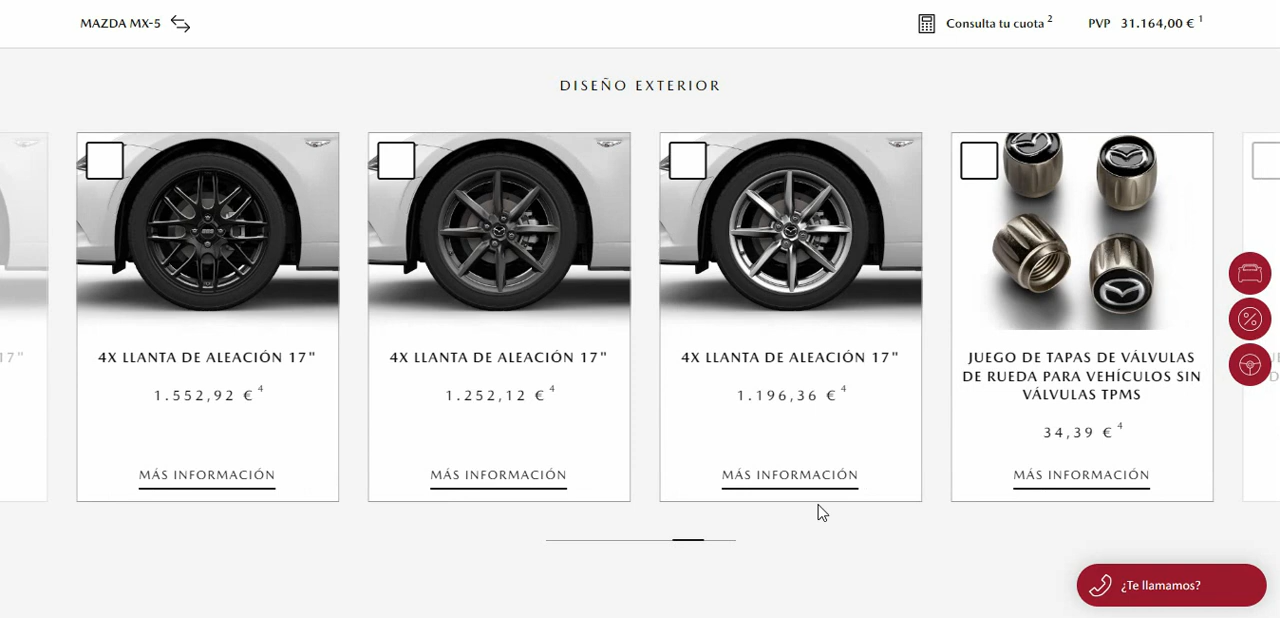 MAZDA MX-5
Consulta tu cuota 2
PVP 31.164,00 € 1
DISEÑO EXTERIOR
17"
4X LLANTA DE ALEACIÓN 17"
1.552,92 € 4
MÁS INFORMACIÓN
4X LLANTA DE ALEACIÓN 17"
1.252,12 € 4
MÁS INFORMACIÓN
4X LLANTA DE ALEACIÓN 17"
1.196,36 € 4
MÁS INFORMACIÓN
JUEGO DE TAPAS DE VÁLVULAS
DE RUEDA PARA VEHÍCULOS SIN
VÁLVULAS TPMS
34,39 € 4
MÁS INFORMACIÓN
¿Te llamamos?